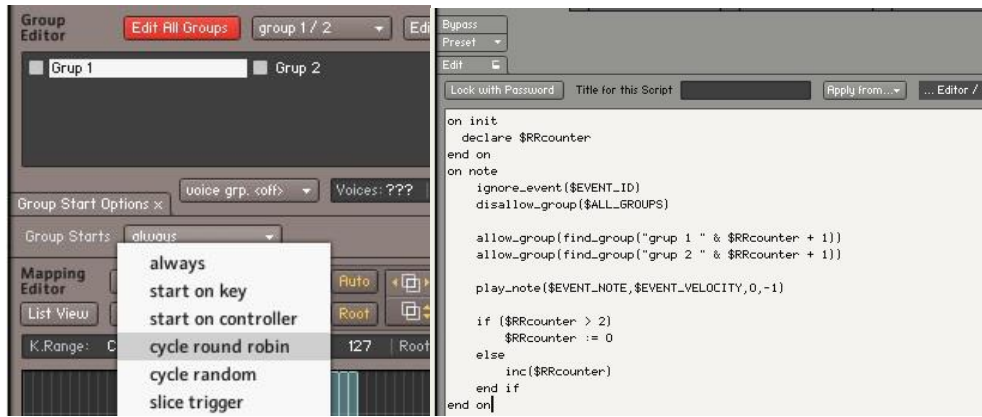 Group Editor
Edit All Groups
group 1 / 2
Edi
Grup 1
Grup 2
voice grp. <off>
Voices: ???
Group Start Options ×
Group Starts
always
always
start on key
start on controller
cycle round robin
cycle random
slice trigger
Mapping Editor
Auto
List View
Root
K.Range: C
127
Root
Bypass
Preset
Edit
Lock with Password
Title for this Script
Apply from...
... Editor /
on init
declare $RRcounter
end on
on note
ignore_event($EVENT_ID)
disallow_group($ALL_GROUPS)
allow_group(find_group("grup 1 " & $RRcounter + 1))
allow_group(find_group("grup 2 " & $RRcounter + 1))
play_note($EVENT_NOTE,$EVENT_VELOCITY,0,-1)
if ($RRcounter > 2)
$RRcounter := 0
else
inc($RRcounter)
end if
end on